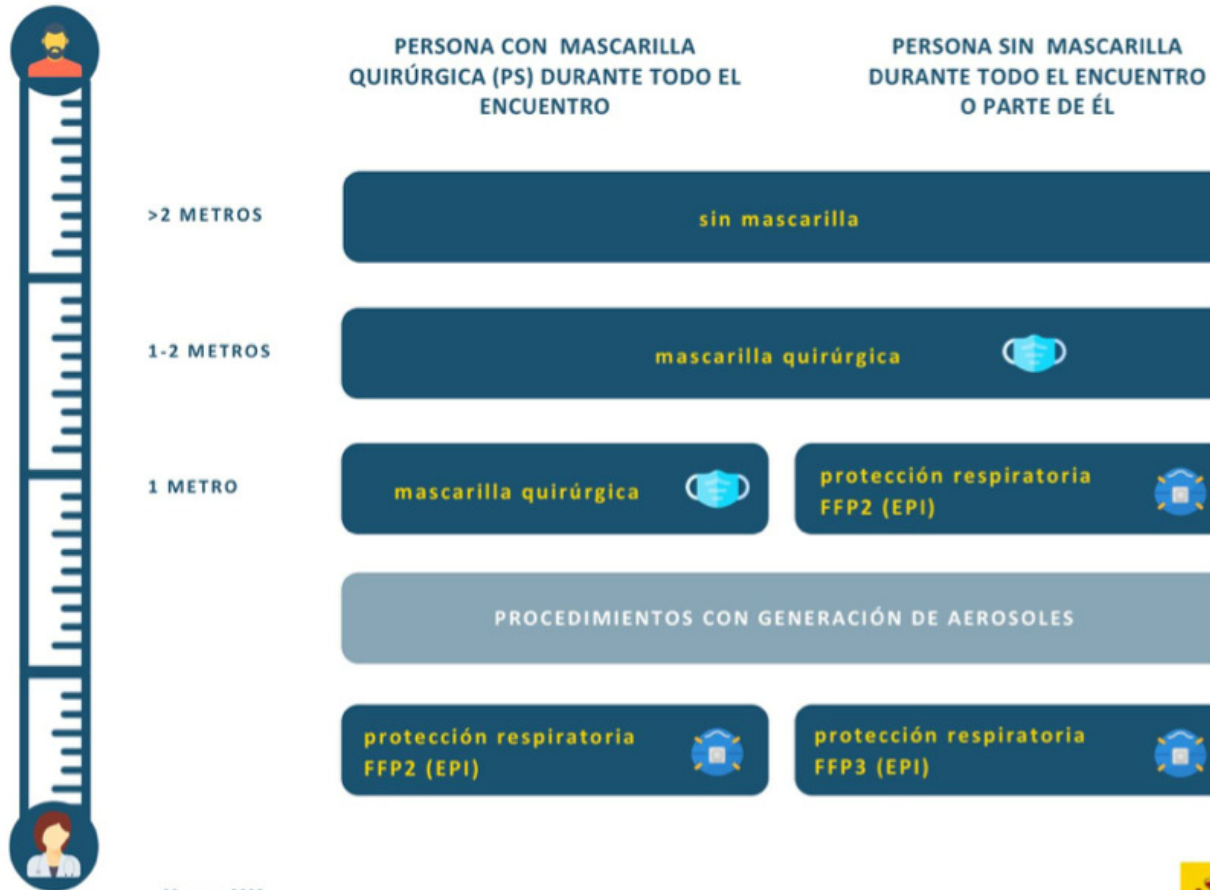 PERSONA CON MASCARILLA
QUIRÚRGICA (PS) DURANTE TODO EL
ENCUENTRO
PERSONA SIN MASCARILLA
DURANTE TODO EL ENCUENTRO
O PARTE DE ÉL
>2 METROS
sin mascarilla
1-2 METROS
mascarilla quirúrgica
1 METRO
mascarilla quirúrgica
protección respiratoria
FFP2 (EPI)
PROCEDIMIENTOS CON GENERACIÓN DE AEROSOLES
protección respiratoria
FFP2 (EPI)
protección respiratoria
FFP3 (EPI)